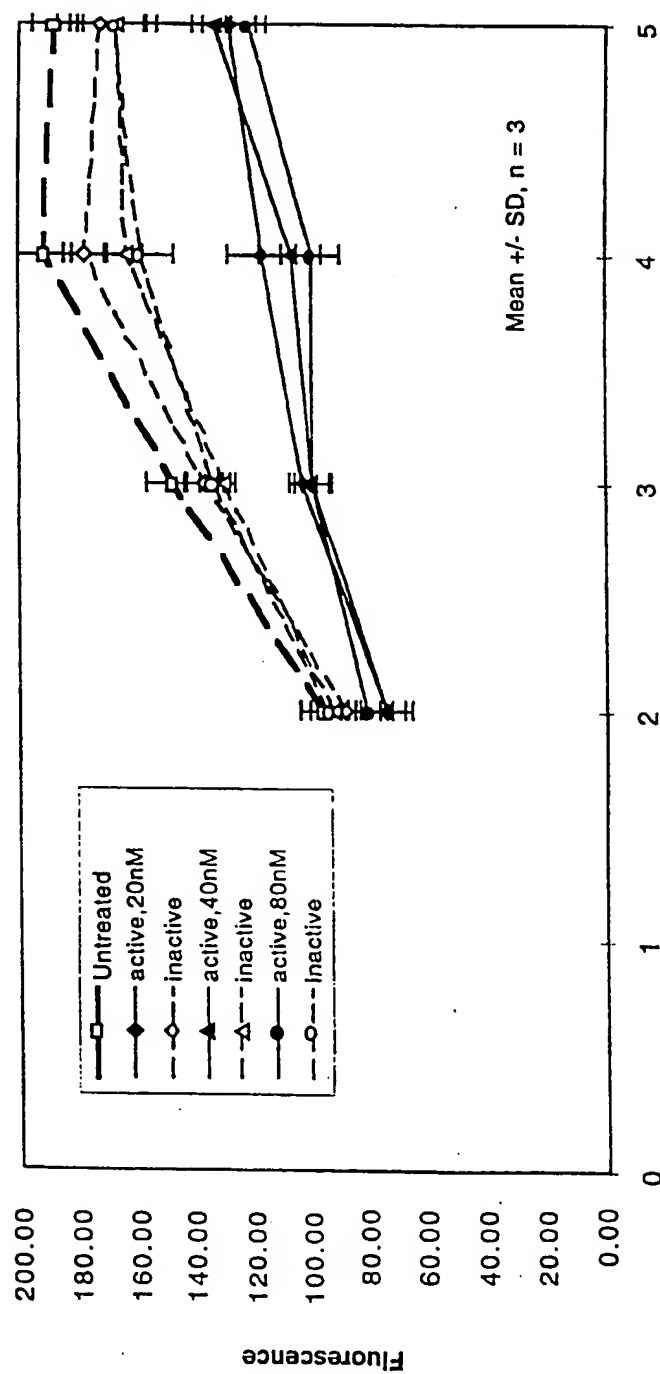 200.00
180.00
160.00
140.00
120.00
100.00
80.00
60.00
40.00
20.00
0.00
Fluorescence
Untreated
active,20nM
inactive
active,40nM
inactive
active,80nM
Inactive
Mean +/- SD, n = 3
0 1 2 3 4 5